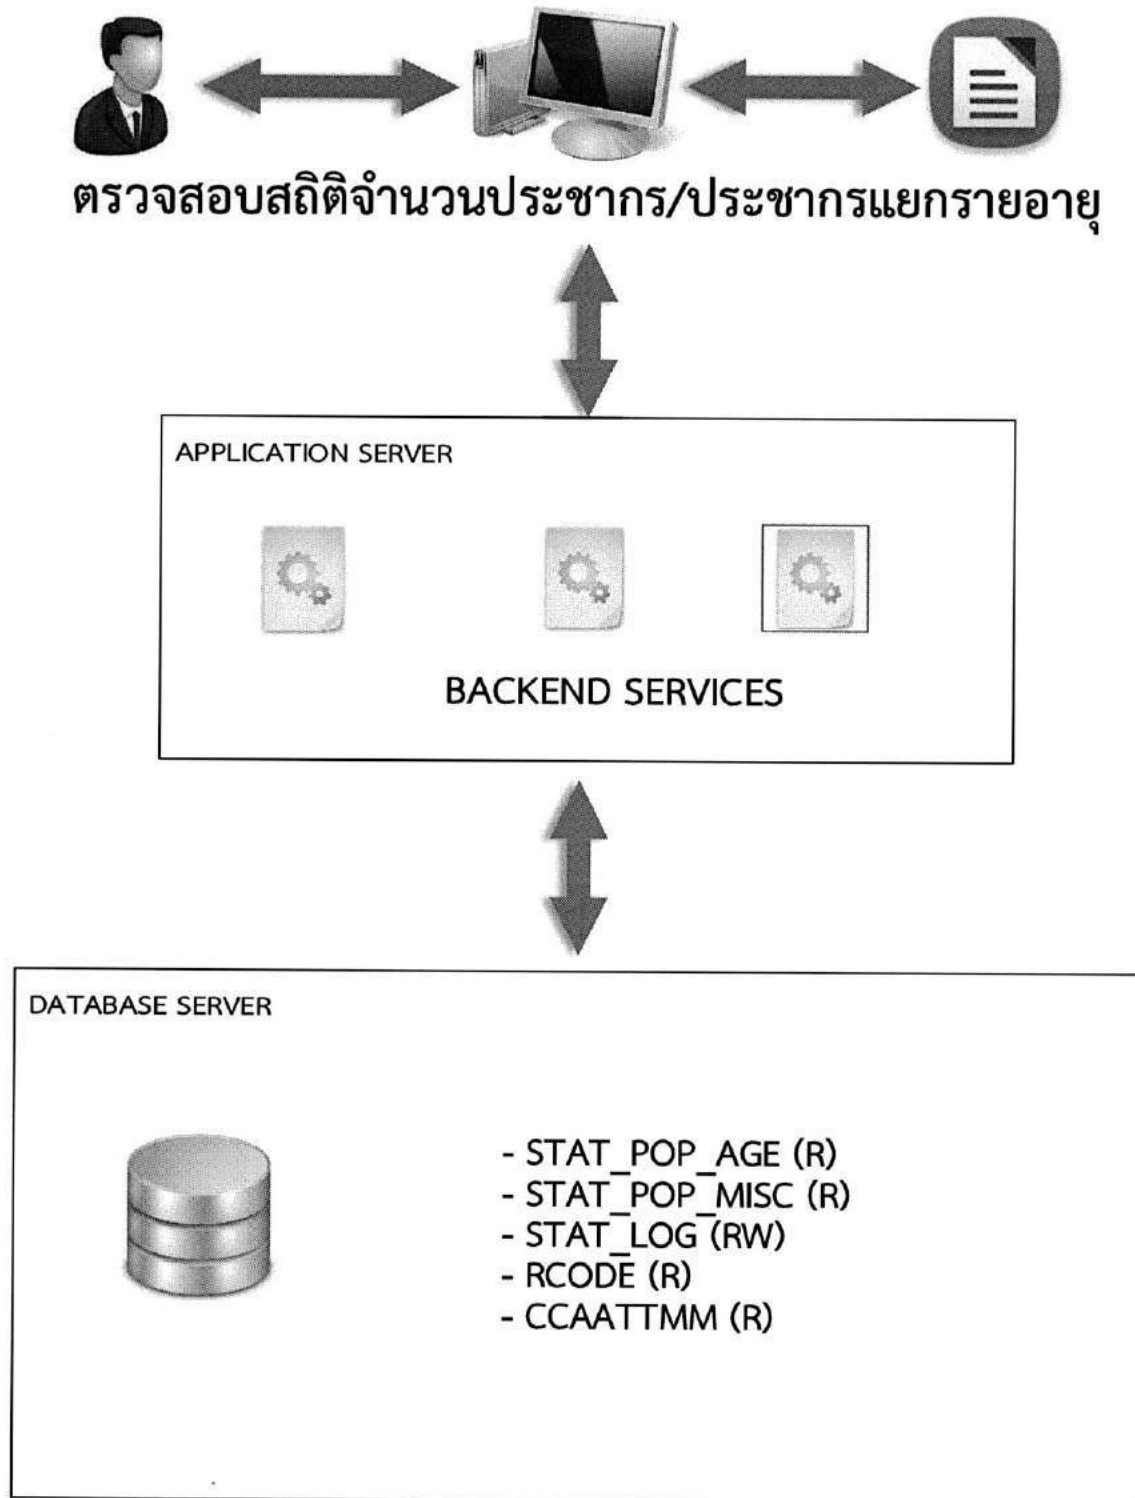 ตรวจสอบสถิติจำนวนประชากร/ประชากรแยกรายอายุ
APPLICATION SERVER
BACKEND SERVICES
DATABASE SERVER
- STAT_POP_AGE (R)
- STAT_POP_MISC (R)
- STAT_LOG (RW)
- RCODE (R)
- CCAATTMM (R)